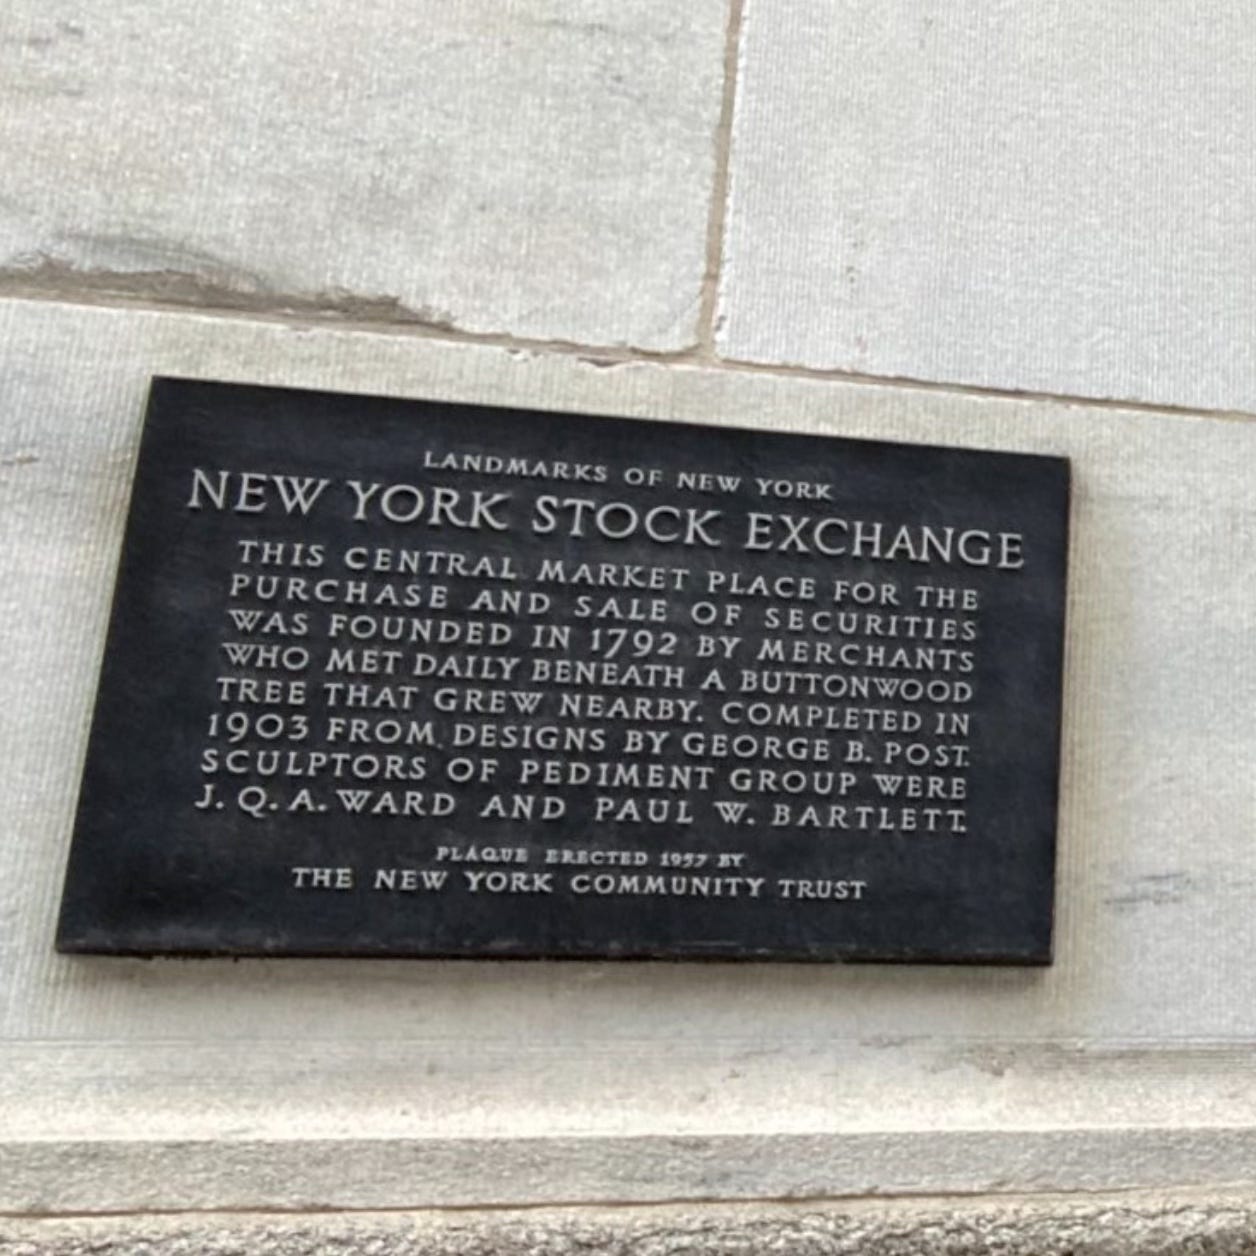 LANDMARKS OF NEW YORK
NEW YORK STOCK EXCHANGE
THIS CENTRAL MARKET PLACE FOR THE
PURCHASE AND SALE OF SECURITIES
WAS FOUNDED IN 1792 BY MERCHANTS
WHO MET DAILY BENEATH A BUTTONWOOD
TREE THAT GREW NEARBY. COMPLETED IN
1903 FROM DESIGNS BY GEORGE B. POST.
SCULPTORS OF PEDIMENT GROUP WERE
J. Q. A. WARD AND PAUL W. BARTLETT.
PLAQUE ERECTED 1957 BY
THE NEW YORK COMMUNITY TRUST